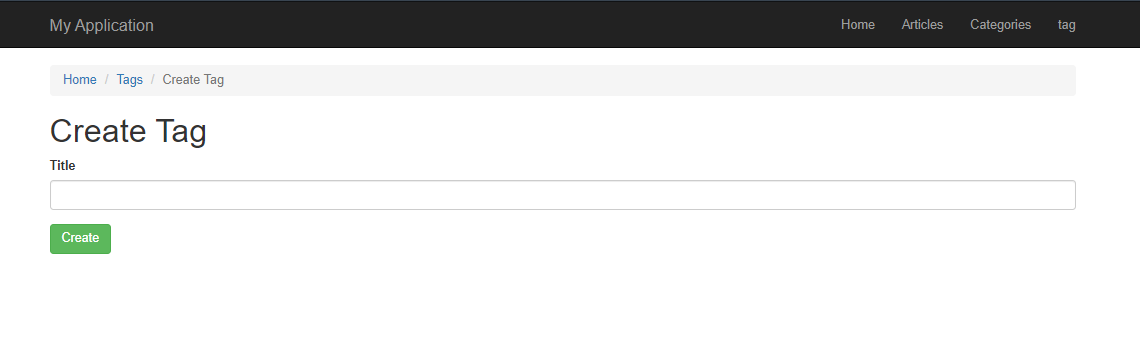 My Application Home Articles Categories tag
Home / Tags / Create Tag
Create Tag
Title
Create